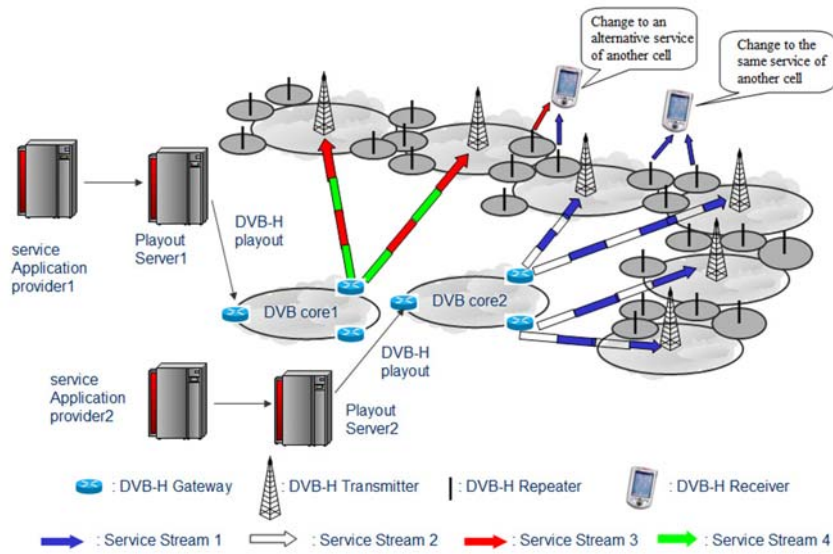 Change to an
alternative service
of another cell
Change to the
same service of
another cell
service
Application
provider1
Playout
Server1
DVB-H
playout
DVB core1
DVB core2
DVB-H
playout
service
Application
provider2
Playout
Server2
: DVB-H Gateway
: DVB-H Transmitter
: DVB-H Repeater
: DVB-H Receiver
: Service Stream 1
: Service Stream 2
: Service Stream 3
: Service Stream 4